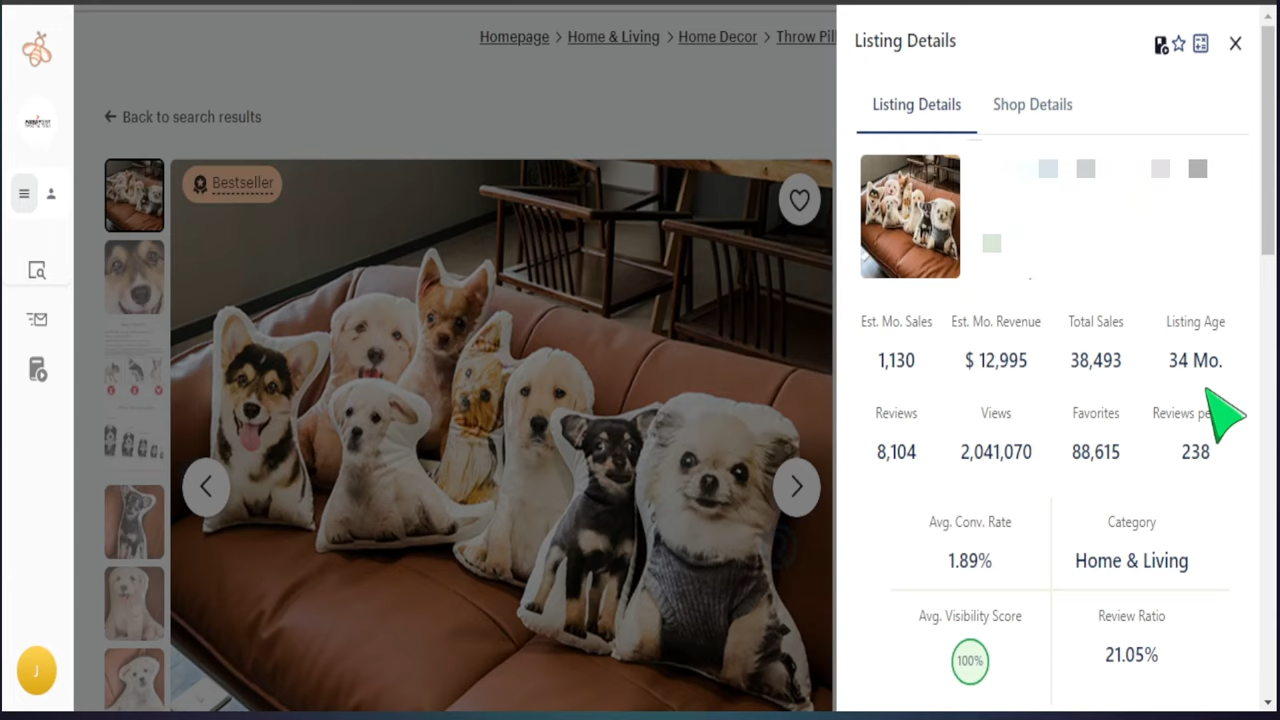 Homepage > Home & Living > Home Decor > Throw Pil
Back to search results
Bestseller
Listing Details
Listing Details Shop Details
Est. Mo. Sales Est. Mo. Revenue Total Sales Listing Age
1,130 $ 12,995 38,493 34 Mo.
Reviews Views Favorites Reviews pe
8,104 2,041,070 88,615 238
Avg. Conv. Rate Category
1.89% Home & Living
Avg. Visibility Score Review Ratio
100% 21.05%
J